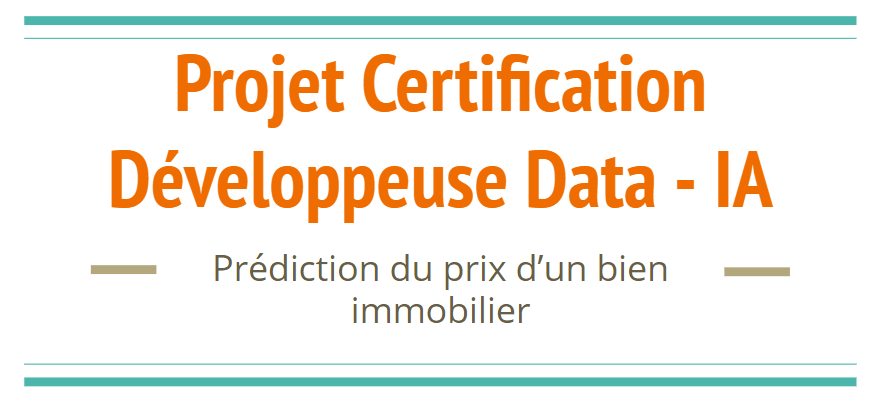 Projet Certification
Développeuse Data - IA
Prédiction du prix d’un bien
immobilier